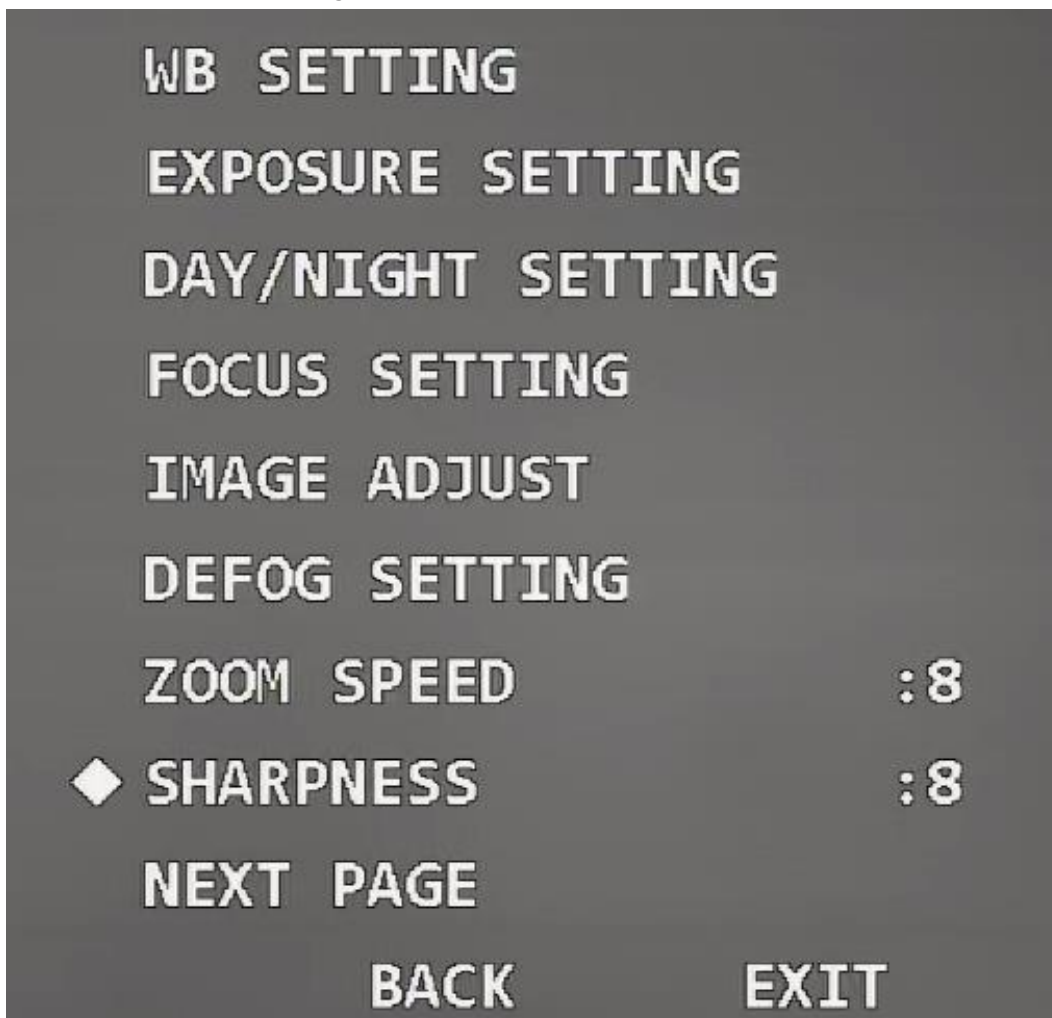 WB SETTING
EXPOSURE SETTING
DAY/NIGHT SETTING
FOCUS SETTING
IMAGE ADJUST
DEFOG SETTING
ZOOM SPEED :8
SHARPNESS :8
NEXT PAGE
BACK EXIT